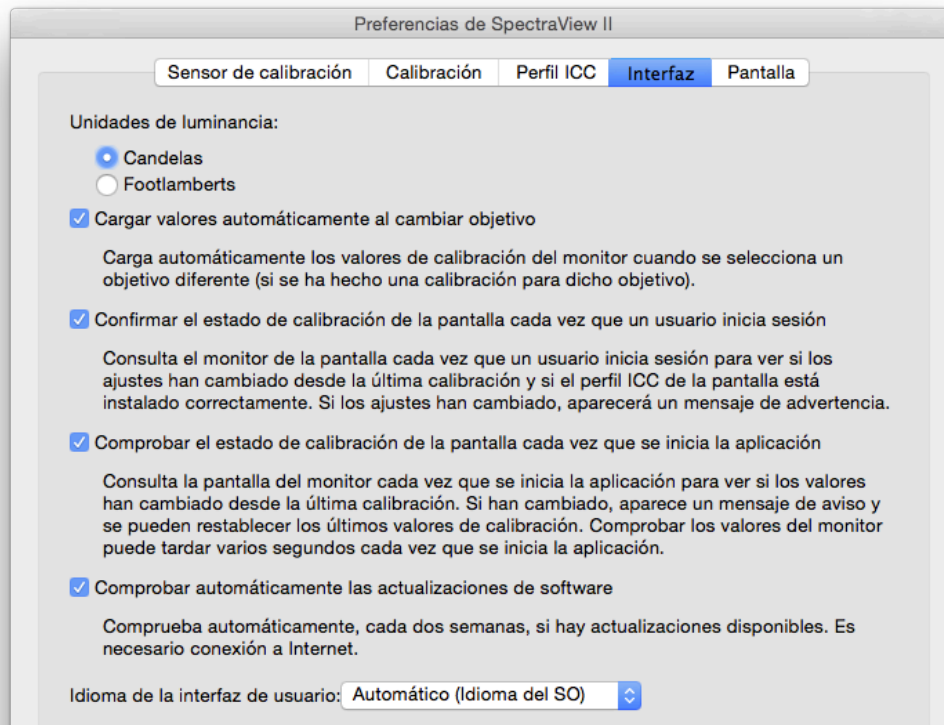 Preferencias de SpectraView II
Sensor de calibración Calibración Perfil ICC Interfaz Pantalla
Unidades de luminancia:
Candelas
Footlamberts
Cargar valores automáticamente al cambiar objetivo
Carga automáticamente los valores de calibración del monitor cuando se selecciona un
objetivo diferente (si se ha hecho una calibración para dicho objetivo).
Confirmar el estado de calibración de la pantalla cada vez que un usuario inicia sesión
Consulta el monitor de la pantalla cada vez que un usuario inicia sesión para ver si los
ajustes han cambiado desde la última calibración y si el perfil ICC de la pantalla está
instalado correctamente. Si los ajustes han cambiado, aparecerá un mensaje de advertencia.
Comprobar el estado de calibración de la pantalla cada vez que se inicia la aplicación
Consulta la pantalla del monitor cada vez que se inicia la aplicación para ver si los valores
han cambiado desde la última calibración. Si han cambiado, aparece un mensaje de aviso y
se pueden restablecer los últimos valores de calibración. Comprobar los valores del monitor
puede tardar varios segundos cada vez que se inicia la aplicación.
Comprobar automáticamente las actualizaciones de software
Comprueba automáticamente, cada dos semanas, si hay actualizaciones disponibles. Es
necesario conexión a Internet.
Idioma de la interfaz de usuario: Automático (Idioma del SO)